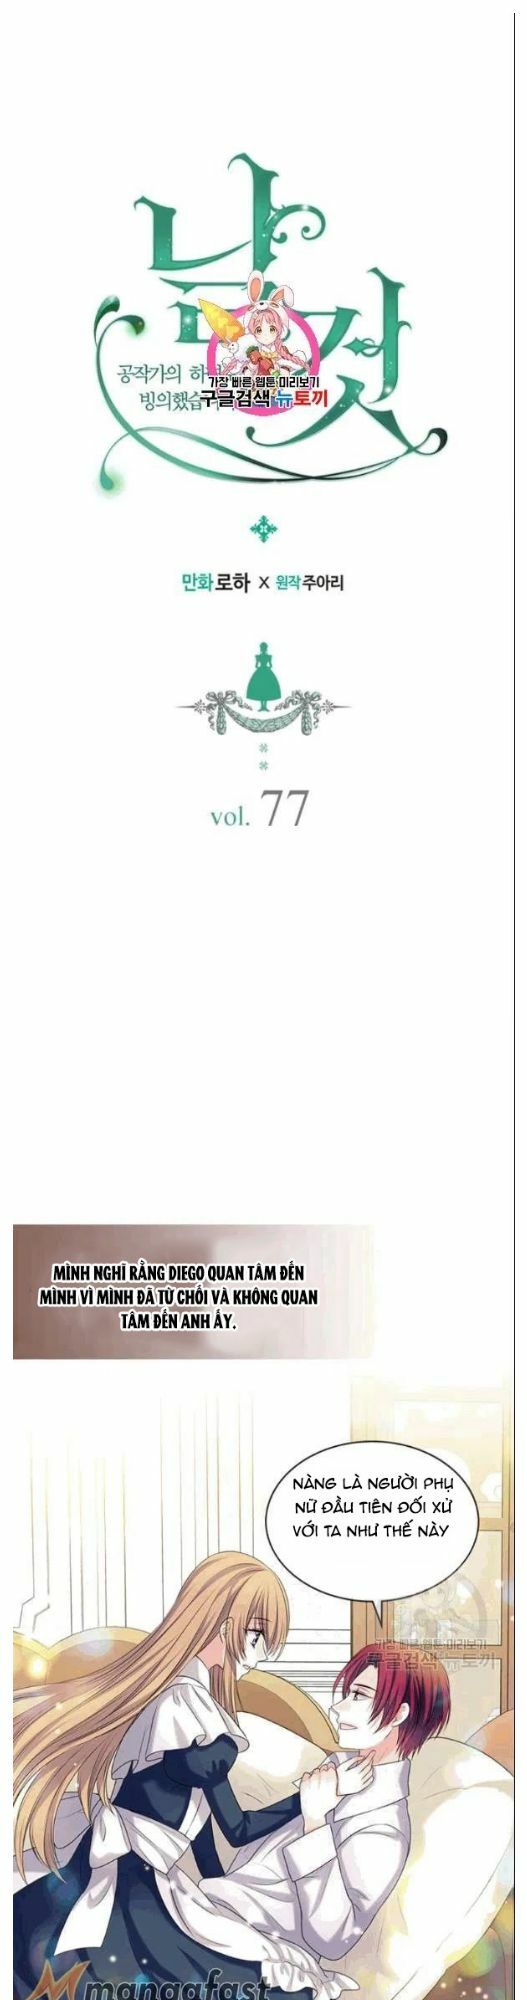 남
것
공작가의 하
빙의했습
가장 빠른 웹툰 미리보기
구글검색 뉴토끼
만화 로하 X 원작 주아리
vol. 77
MÌNH NGHĨ RẰNG DIEGO QUAN TÂM ĐẾN
MÌNH VÌ MÌNH ĐÃ TỪ CHỐI VÀ KHÔNG QUAN
TÂM ĐẾN ANH ẤY.
NÀNG LÀ NGƯỜI PHỤ
NỮ ĐẦU TIÊN ĐỐI XỬ
VỚI TA NHƯ THẾ NÀY
가장 빠른 웹툰 미리보기
구글검색 뉴토끼
mangafast